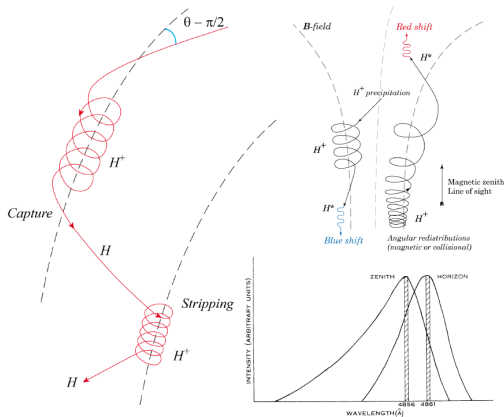 θ – π/2
H⁺
Capture
H
Stripping
H⁺
H
B-field
Red shift
H*
H⁺ precipitation
H⁺
Magnetic zenith
Line of sight
H*
H⁺
Blue shift
Angular redistributions
(magnetic or collisional)
INTENSITY (ARBITRARY UNITS)
ZENITH
HORIZON
4856 4861
WAVELENGTH (Å)